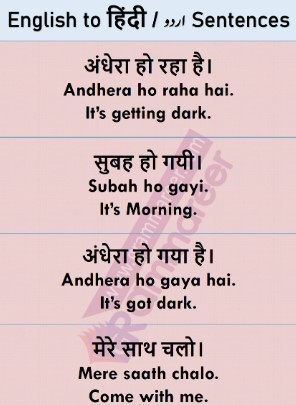 English to हिंदी / اردو Sentences
अंधेरा हो रहा है।
Andhera ho raha hai.
It's getting dark.
सुबह हो गयी।
Subah ho gayi.
It's Morning.
अंधेरा हो गया है।
Andhera ho gaya hai.
It's got dark.
मेरे साथ चलो।
Mere saath chalo.
Come with me.